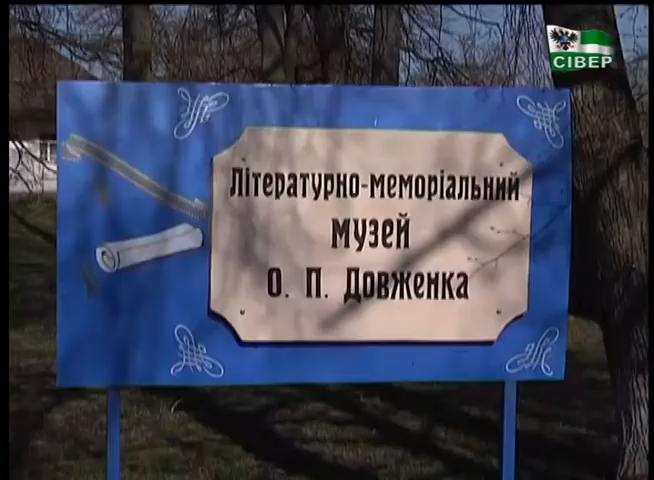 СІВЕР
Літературно-меморіальний
музей
О. П. Довженка